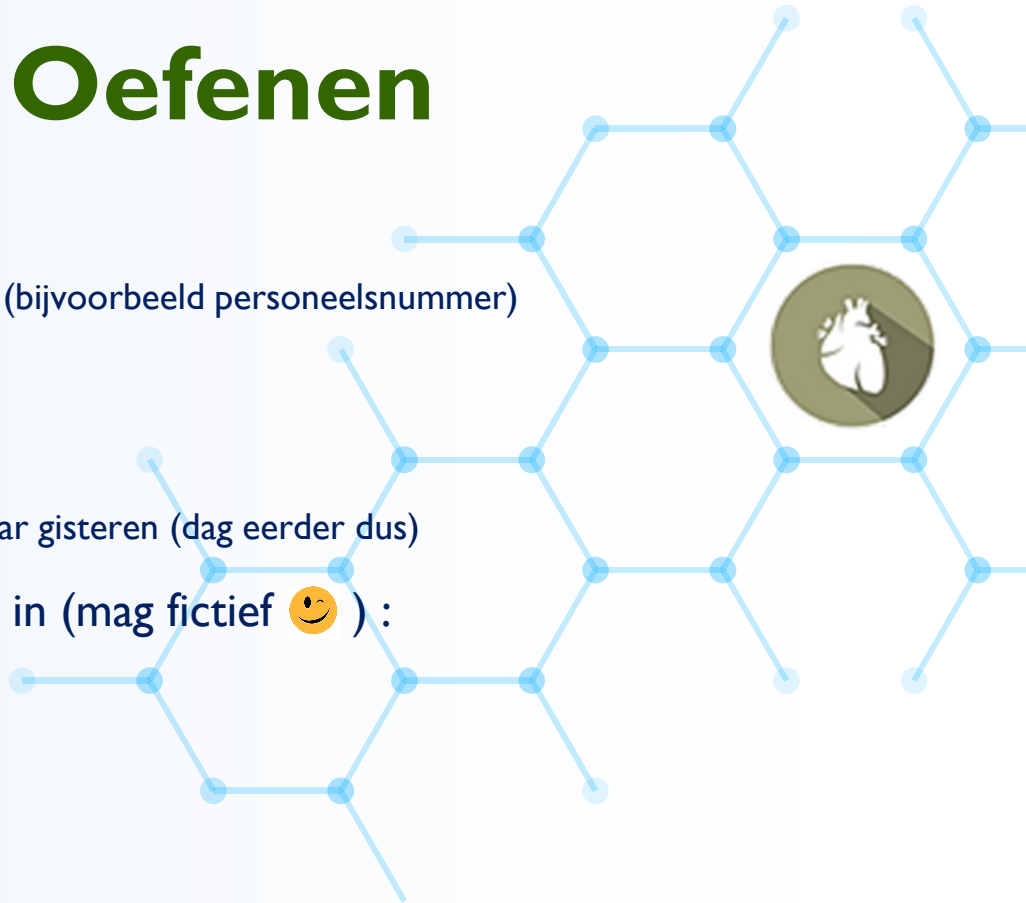 Oefenen
(bijvoorbeeld personeelsnummer)
ar gisteren (dag eerder dus)
in (mag fictief 😉 ) :